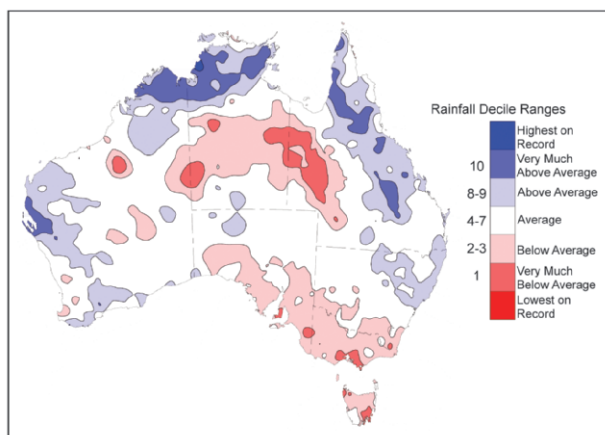 Rainfall Decile Ranges
Highest on
Record
10
Very Much
Above Average
8-9
Above Average
4-7
Average
2-3
Below Average
1
Very Much
Below Average
Lowest on
Record